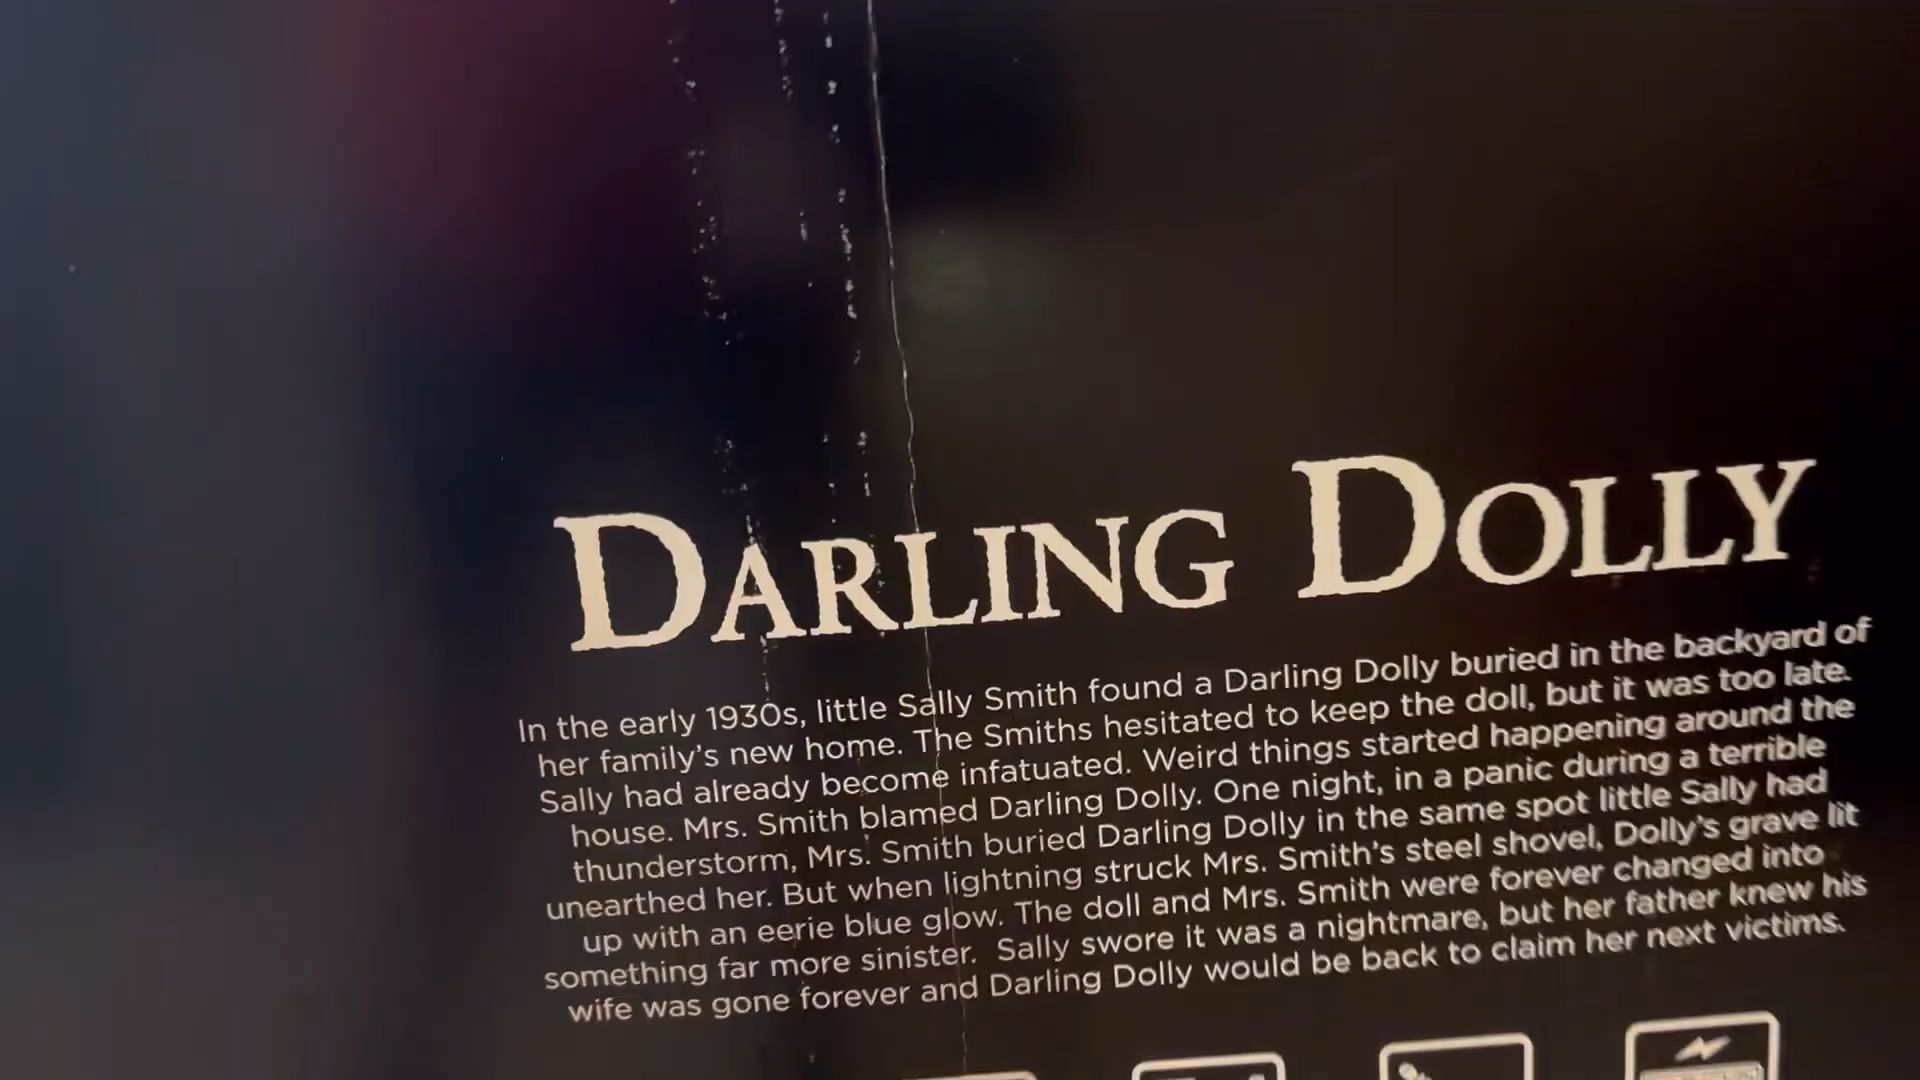 DARLING DOLLY
In the early 1930s, little Sally Smith found a Darling Dolly buried in the backyard of
her family's new home. The Smiths hesitated to keep the doll, but it was too late.
Sally had already become infatuated. Weird things started happening around the
house. Mrs. Smith blamed Darling Dolly. One night, in a panic during a terrible
thunderstorm, Mrs. Smith buried Darling Dolly in the same spot little Sally had
unearthed her. But when lightning struck Mrs. Smith's steel shovel, Dolly's grave lit
up with an eerie blue glow. The doll and Mrs. Smith were forever changed into
something far more sinister. Sally swore it was a nightmare, but her father knew his
wife was gone forever and Darling Dolly would be back to claim her next victims.